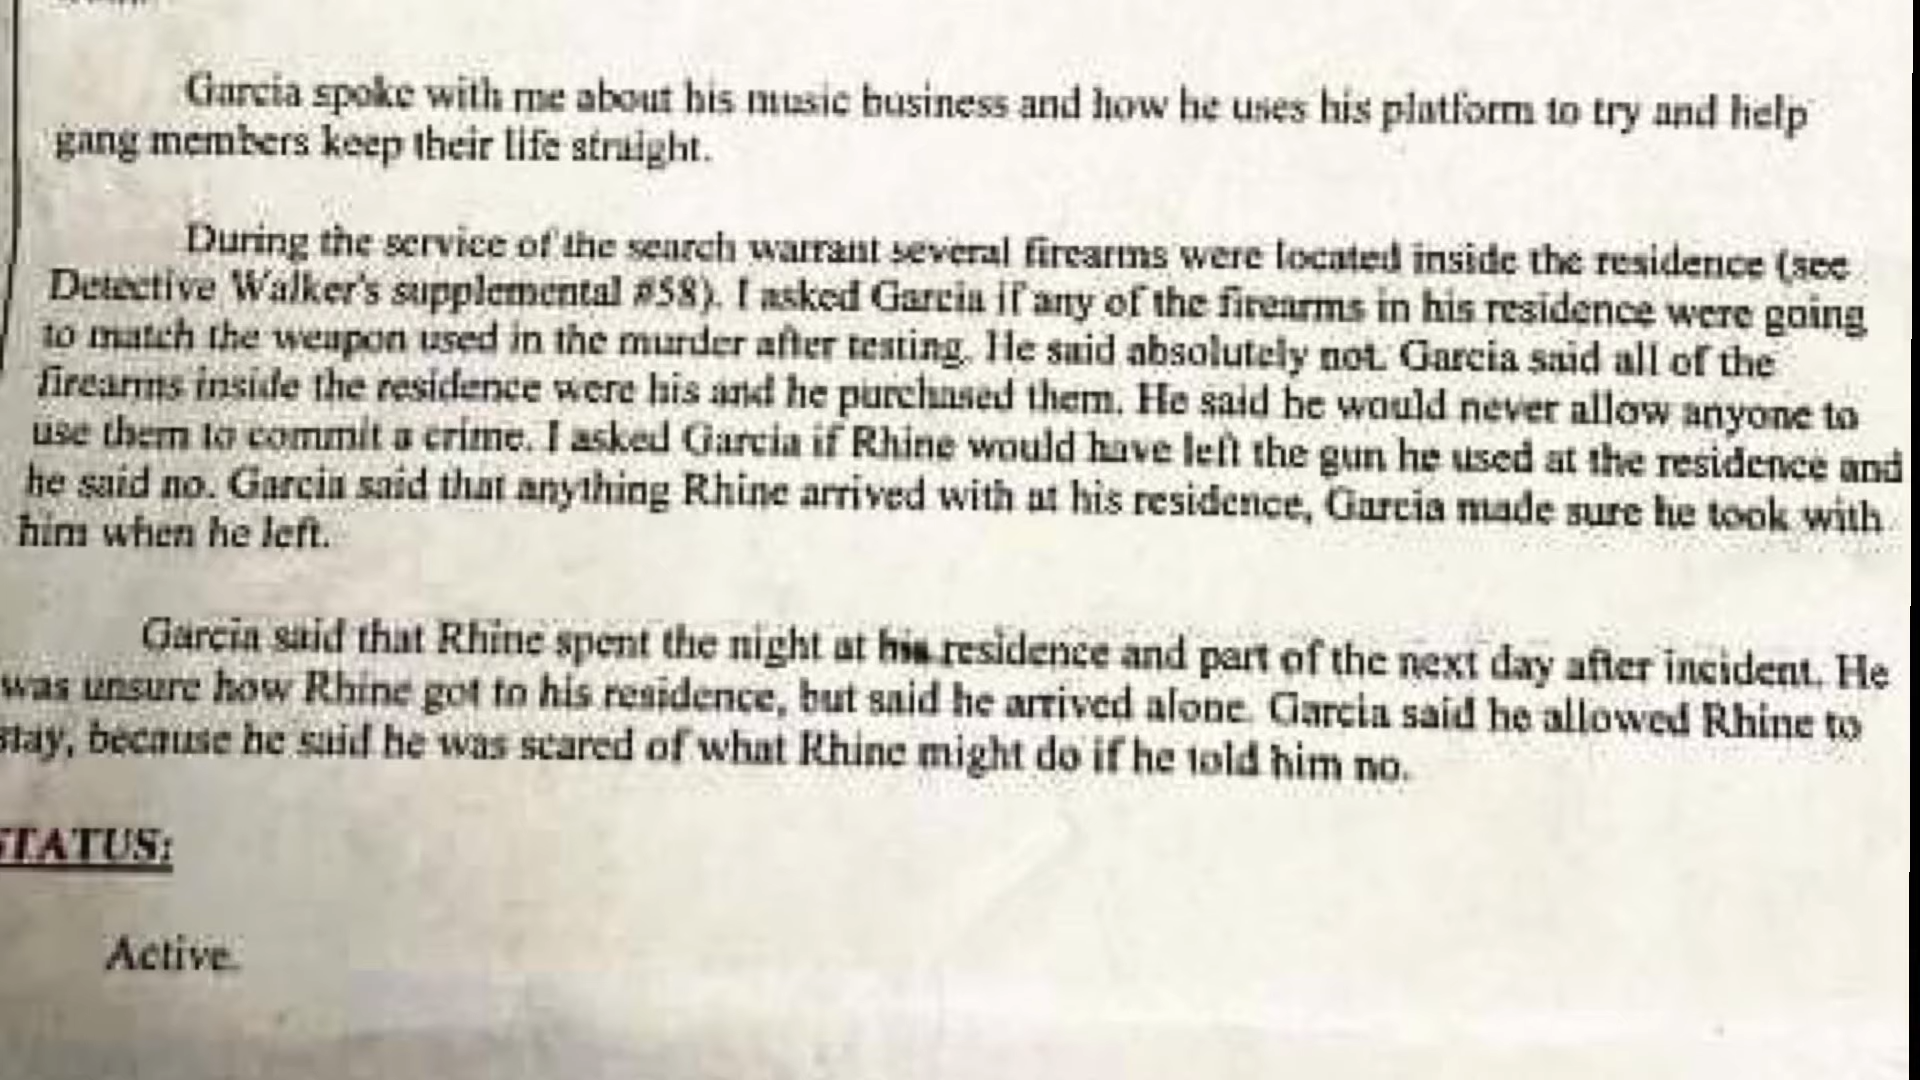 Garcia spoke with me about his music business and how he uses his platform to try and help
gang members keep their life straight.
During the service of the search warrant several firearms were located inside the residence (see
Detective Walker's supplemental #58). I asked Garcia if any of the firearms in his residence were going
to match the weapon used in the murder after testing. He said absolutely not. Garcia said all of the
firearms inside the residence were his and he purchased them. He said he would never allow anyone to
use them to commit a crime. I asked Garcia if Rhine would have left the gun he used at the residence and
he said no. Garcia said that anything Rhine arrived with at his residence, Garcia made sure he took with
him when he left.
Garcia said that Rhine spent the night at his residence and part of the next day after incident. He
was unsure how Rhine got to his residence, but said he arrived alone. Garcia said he allowed Rhine to
stay, because he said he was scared of what Rhine might do if he told him no.
STATUS:
Active.